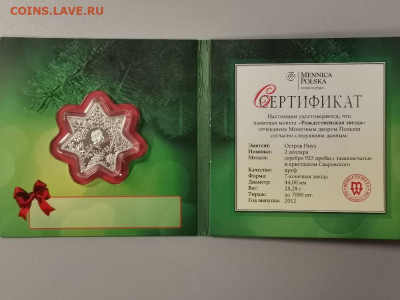 COINS.LAVE.RU
MENNICA
POLSKA
СЕРТИФИКАТ
Настоящим удостоверяется, что
памятная монета «Рождественская звезда»
отчеканена Монетным двором Польши
согласно следующим данным:
Эмитент: Остров Ниуэ
Номинал: 2 доллара
Металл: серебро 925 пробы с тампопечатью
и кристаллом Сваровского
Качество: пруф
Форма: 7-конечная звезда
Диаметр: 44,00 мм
Вес: 28,28 г
Тираж: до 7000 шт.
Год выпуска: 2012